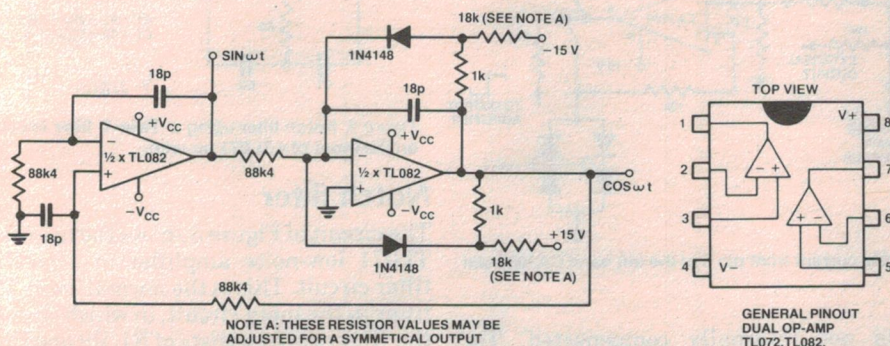 18k (SEE NOTE A)
SIN ωt
1N4148
−15 V
18p
1k
18p
TOP VIEW
+VCC
+VCC
1
V+
8
88k4
½ x TL082
88k4
½ x TL082
2
7
COS ωt
−VCC
−VCC
1k
3
6
18p
+15 V
1N4148
18k
(SEE NOTE A)
4
V−
5
88k4
NOTE A: THESE RESISTOR VALUES MAY BE
ADJUSTED FOR A SYMMETICAL OUTPUT
GENERAL PINOUT
DUAL OP-AMP
TL072,TL082,